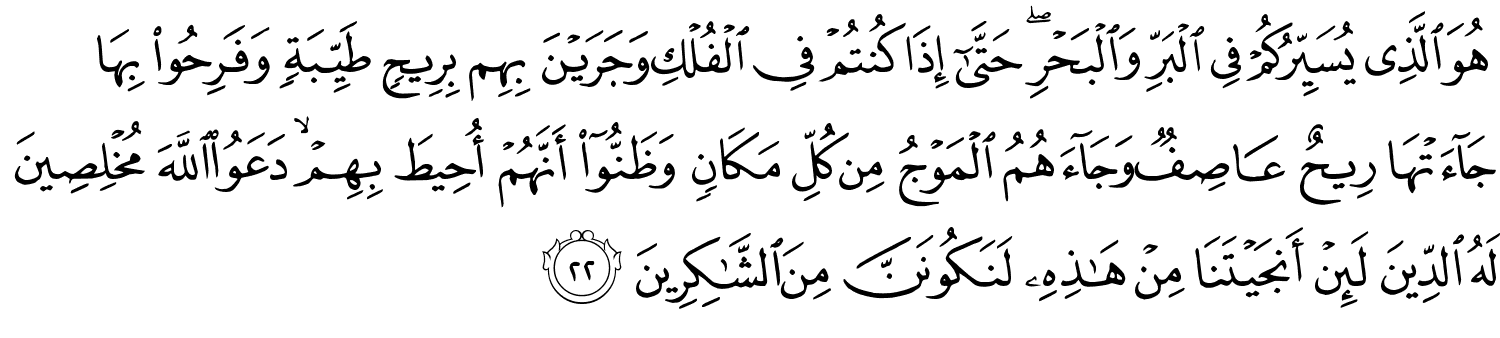 هُوَ ٱلَّذِى يُسَيِّرُكُمْ فِى ٱلْبَرِّ وَٱلْبَحْرِ ۖ حَتَّىٰٓ إِذَا كُنتُمْ فِى ٱلْفُلْكِ وَجَرَيْنَ بِهِم بِرِيحٍ طَيِّبَةٍ وَفَرِحُوا۟ بِهَا
جَآءَتْهَا رِيحٌ عَاصِفٌ وَجَآءَهُمُ ٱلْمَوْجُ مِن كُلِّ مَكَانٍ وَظَنُّوٓا۟ أَنَّهُمْ أُحِيطَ بِهِمْ ۙ دَعَوُا۟ ٱللَّهَ مُخْلِصِينَ
لَهُ ٱلدِّينَ لَئِنْ أَنجَيْتَنَا مِنْ هَـٰذِهِۦ لَنَكُونَنَّ مِنَ ٱلشَّـٰكِرِينَ ٢٢